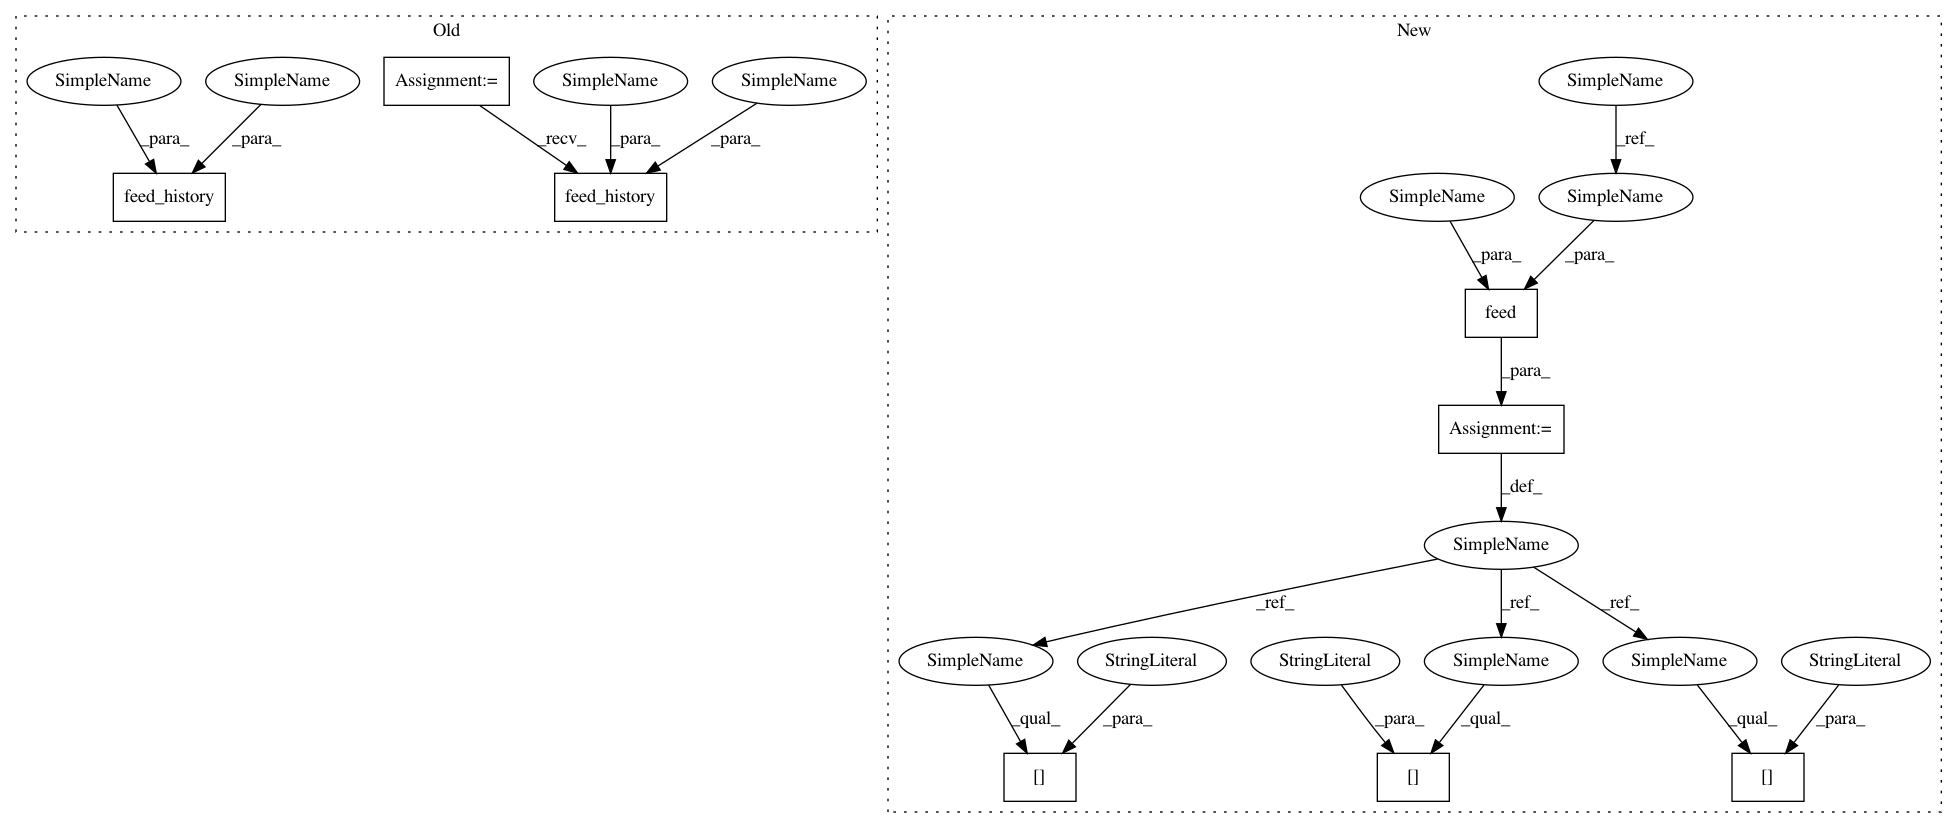 Old
SimpleName
SimpleName
Assignment:=
SimpleName
SimpleName
_para_
_para_
_recv_
_para_
_para_
feed_history
feed_history
New
SimpleName
_ref_
SimpleName
SimpleName
_para_
_para_
feed
_para_
Assignment:=
_def_
SimpleName
_ref_
_ref_
_ref_
SimpleName
StringLiteral
StringLiteral
SimpleName
SimpleName
StringLiteral
_qual_
_para_
_para_
_qual_
_qual_
_para_
[]
[]
[]